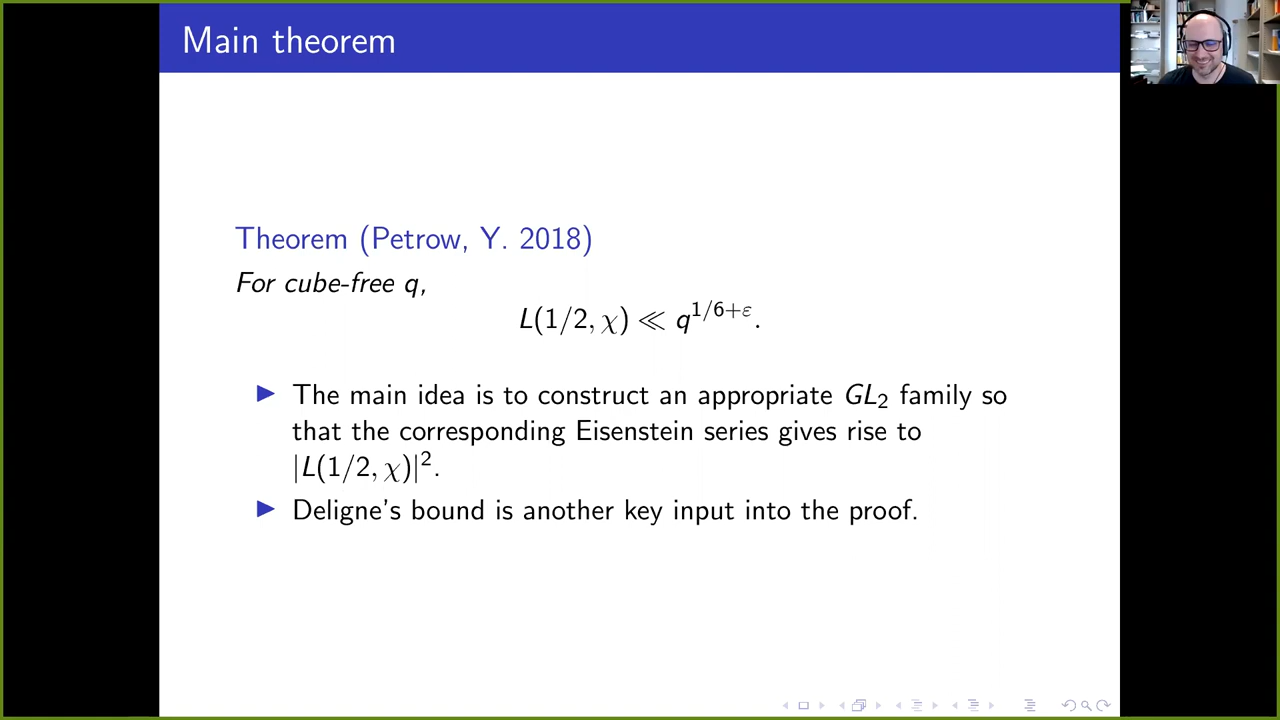 Main theorem
Theorem (Petrow, Y. 2018)
For cube-free q,
L(1/2, χ) ≪ q^{1/6+ε}.
▶ The main idea is to construct an appropriate GL₂ family so
that the corresponding Eisenstein series gives rise to
|L(1/2, χ)|².
▶ Deligne's bound is another key input into the proof.